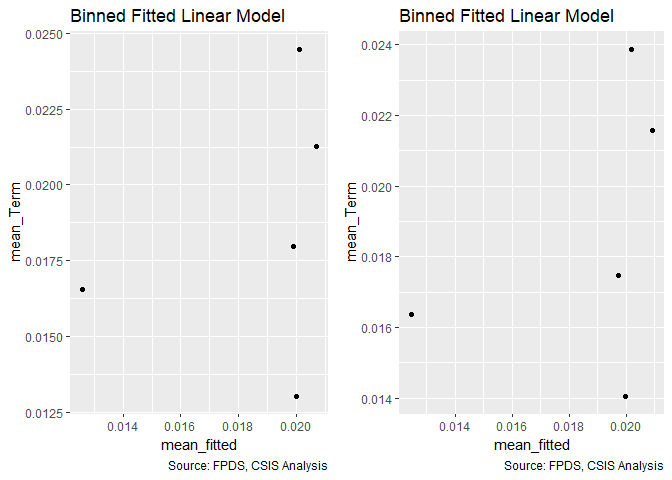 Binned Fitted Linear Model
0.0250
0.0225
0.0200
0.0175
0.0150
0.0125
mean_Term
0.014
0.016
0.018
0.020
mean_fitted
Source: FPDS, CSIS Analysis
Binned Fitted Linear Model
0.024
0.022
0.020
0.018
0.016
0.014
mean_Term
0.014
0.016
0.018
0.020
mean_fitted
Source: FPDS, CSIS Analysis